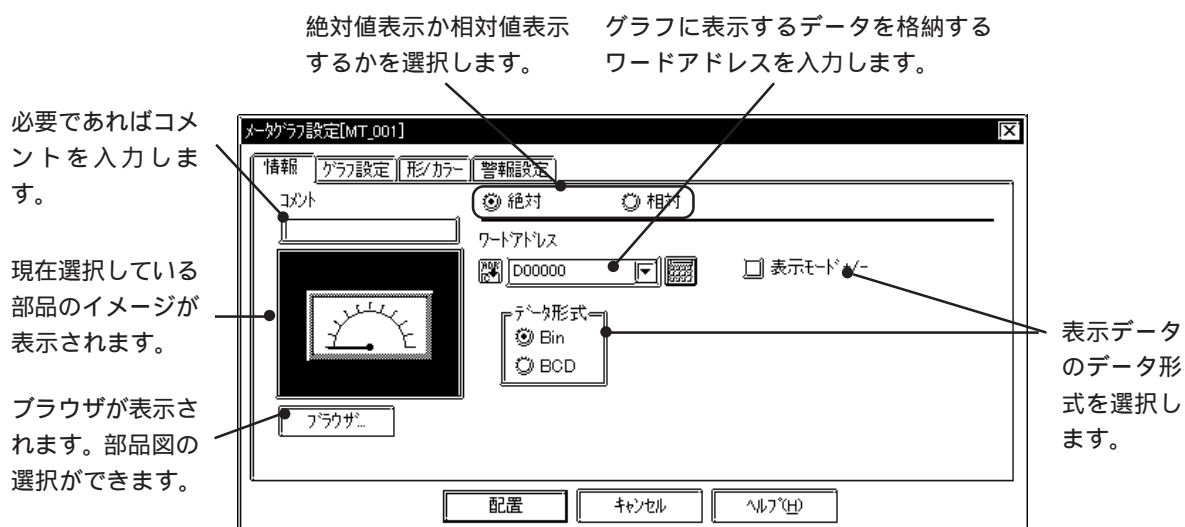 絶対値表示か相対値表示
するかを選択します。
グラフに表示するデータを格納する
ワードアドレスを入力します。
必要であればコメ
ントを入力しま
す。
現在選択している
部品のイメージが
表示されます。
ブラウザが表示さ
れます。部品図の
選択ができます。
ﾒｰﾀｸﾞﾗﾌ設定[MT_001]
情報
ｸﾞﾗﾌ設定
形/ｶﾗｰ
警報設定
ｺﾒﾝﾄ
絶対
相対
ﾜｰﾄﾞｱﾄﾞﾚｽ
D00000
表示ﾓｰﾄﾞ+/-
ﾃﾞｰﾀ形式
Bin
BCD
ﾌﾞﾗｳｻﾞ...
配置
ｷｬﾝｾﾙ
ﾍﾙﾌﾟ(H)
表示データ
のデータ形
式を選択し
ます。